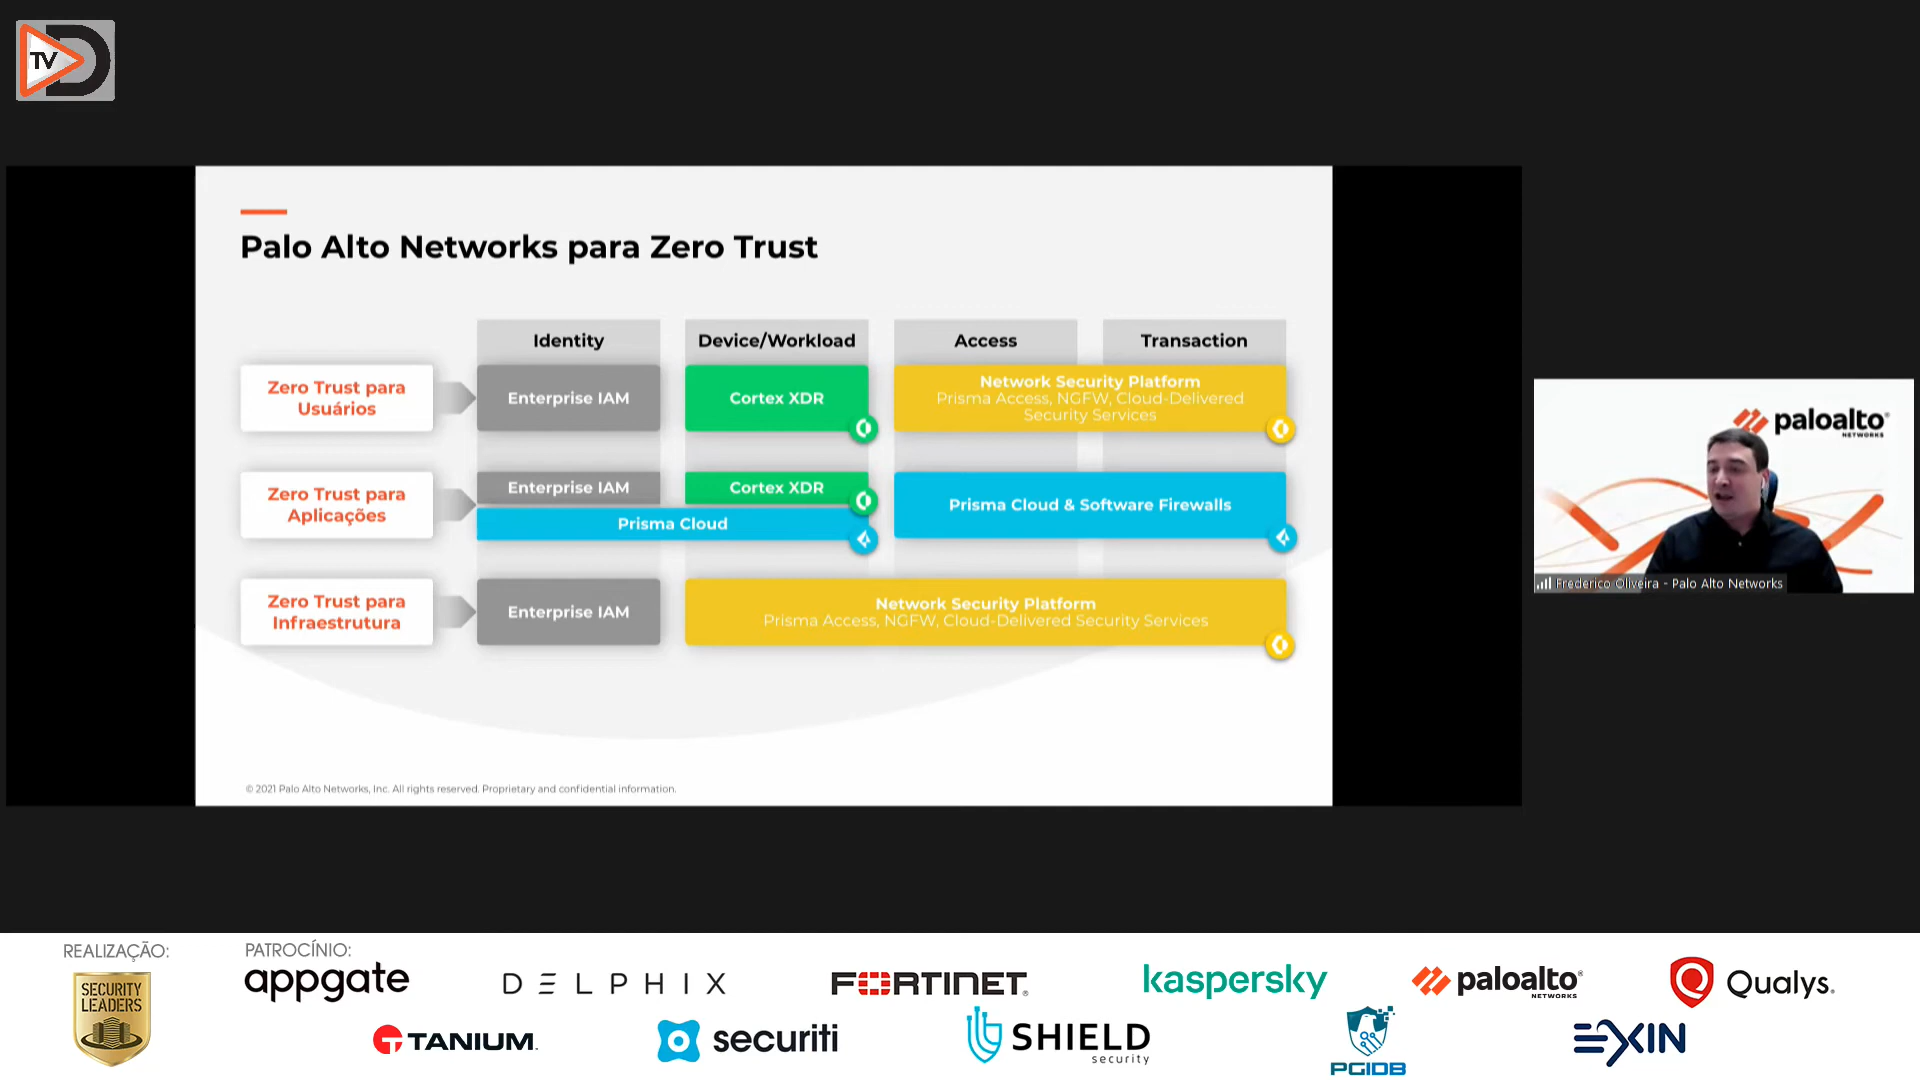 TV
Palo Alto Networks para Zero Trust
Identity
Device/Workload
Access
Transaction
Zero Trust para
Usuários
Enterprise IAM
Cortex XDR
Network Security Platform
Prisma Access, NGFW, Cloud-Delivered
Security Services
Zero Trust para
Aplicações
Enterprise IAM
Cortex XDR
Prisma Cloud
Prisma Cloud & Software Firewalls
Zero Trust para
Infraestrutura
Enterprise IAM
Network Security Platform
Prisma Access, NGFW, Cloud-Delivered Security Services
© 2021 Palo Alto Networks, Inc. All rights reserved. Proprietary and confidential information.
paloalto®
NETWORKS
Frederico Oliveira - Palo Alto Networks
REALIZAÇÃO:
SECURITY
LEADERS
PATROCÍNIO:
appgate
DELPHIX
FORTINET®
kaspersky
paloalto®
NETWORKS
Qualys.
TANIUM
securiti
SHIELD
security
PGIDB
EXIN